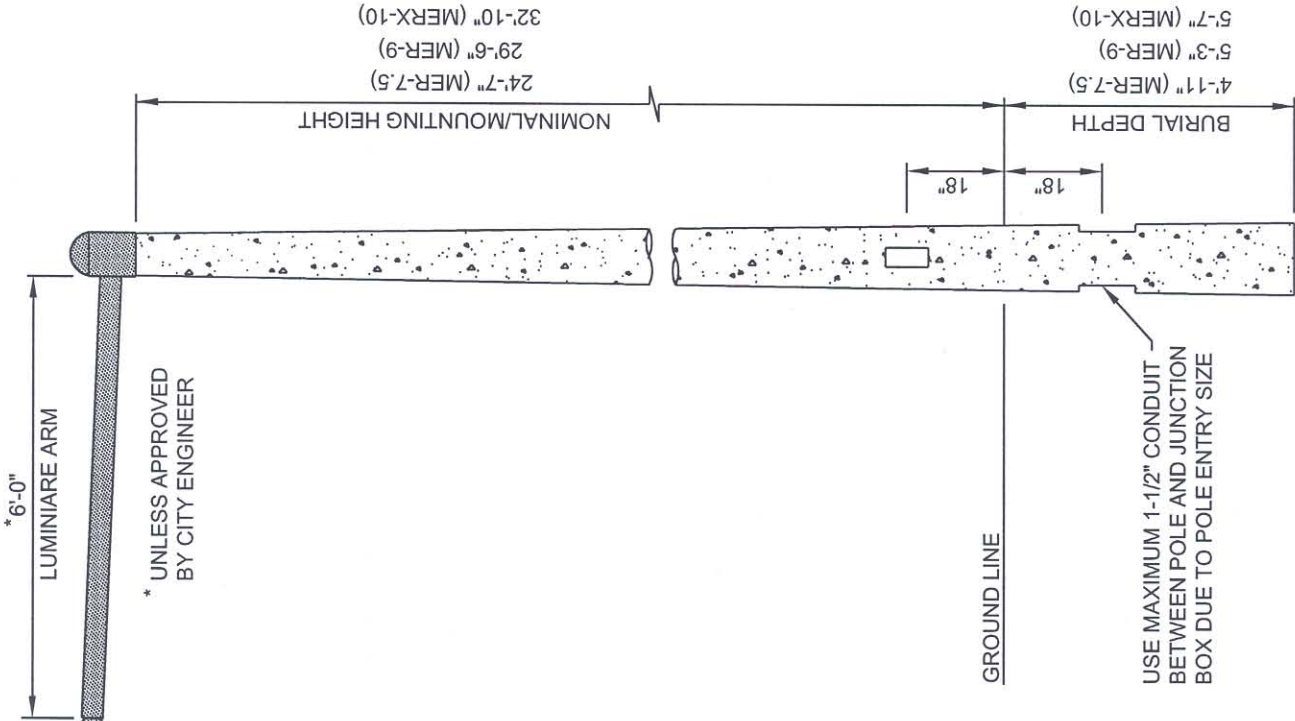 *6'-0"
LUMINIARE ARM
* UNLESS APPROVED
BY CITY ENGINEER
NOMINAL/MOUNTING HEIGHT
24'-7" (MER-7.5)
29'-6" (MER-9)
32'-10" (MERX-10)
18"
18"
GROUND LINE
BURIAL DEPTH
4'-11" (MER-7.5)
5'-3" (MER-9)
5'-7" (MERX-10)
USE MAXIMUM 1-1/2" CONDUIT
BETWEEN POLE AND JUNCTION
BOX DUE TO POLE ENTRY SIZE